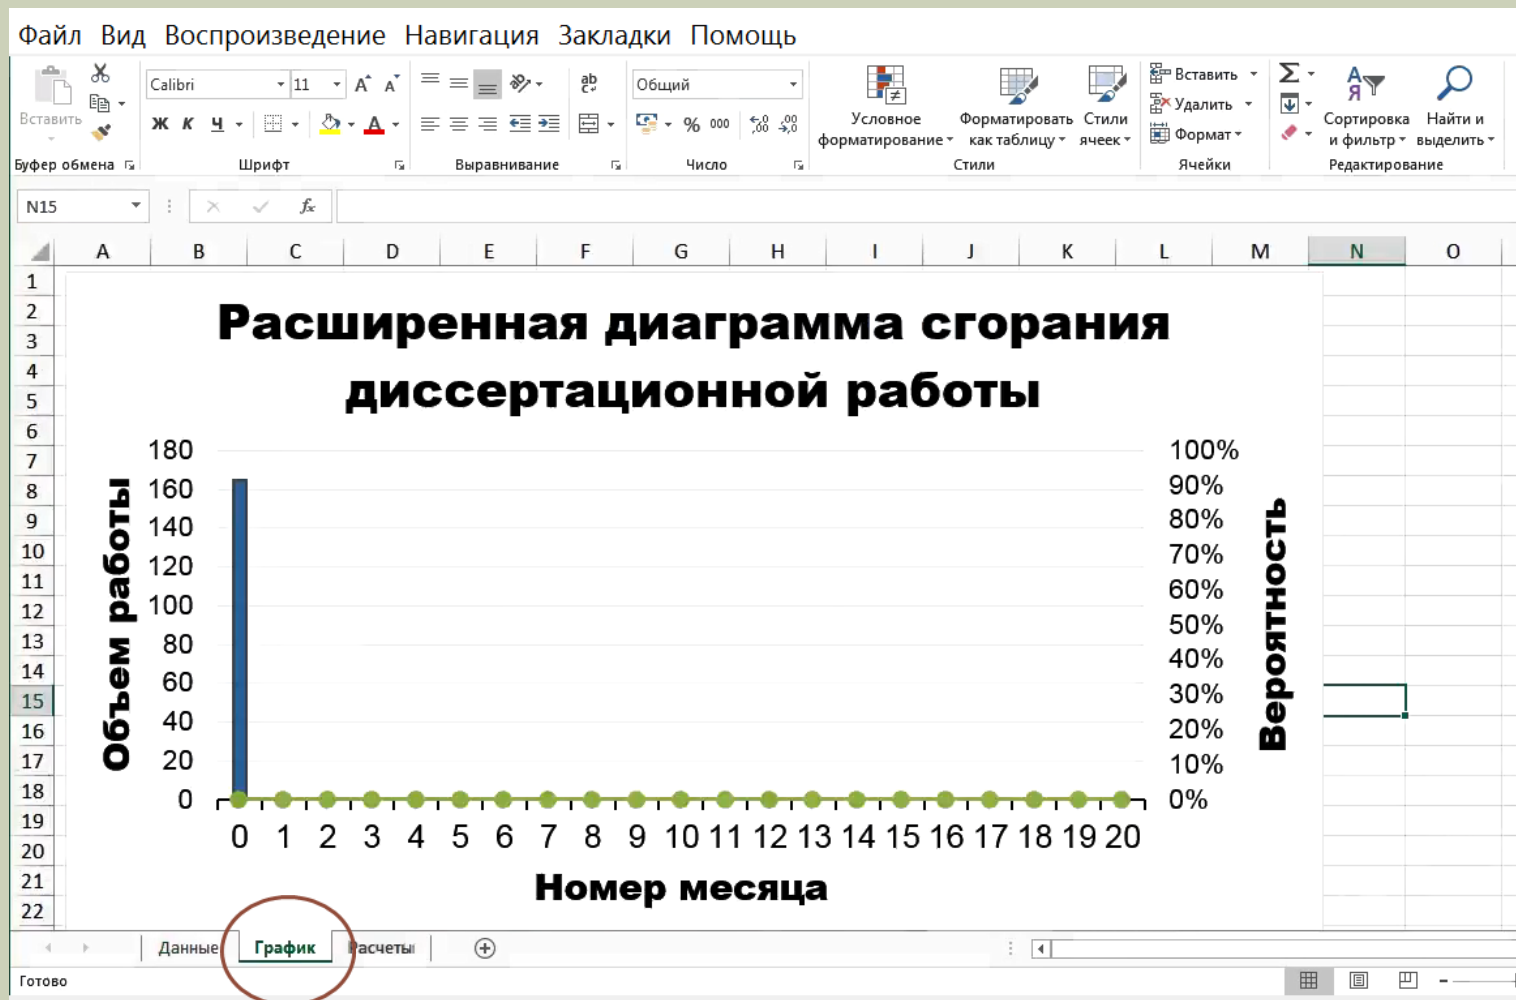 Файл Вид Воспроизведение Навигация Закладки Помощь
Вставить
Буфер обмена
Calibri 11
Ж К Ч
Шрифт
ab
Выравнивание
Общий
% 000
Число
Условное форматирование
Форматировать как таблицу
Стили ячеек
Стили
Вставить
Удалить
Формат
Ячейки
Сортировка и фильтр
Найти и выделить
Редактирование
N15
fx
A B C D E F G H I J K L M N O
1
2
3
4
5
6
7
8
9
10
11
12
13
14
15
16
17
18
19
20
21
22
Расширенная диаграмма сгорания
диссертационной работы
Объем работы
180
160
140
120
100
80
60
40
20
0
100%
90%
80%
70%
60%
50%
40%
30%
20%
10%
0%
Вероятность
0 1 2 3 4 5 6 7 8 9 10 11 12 13 14 15 16 17 18 19 20
Номер месяца
Данные График Расчеты
Готово